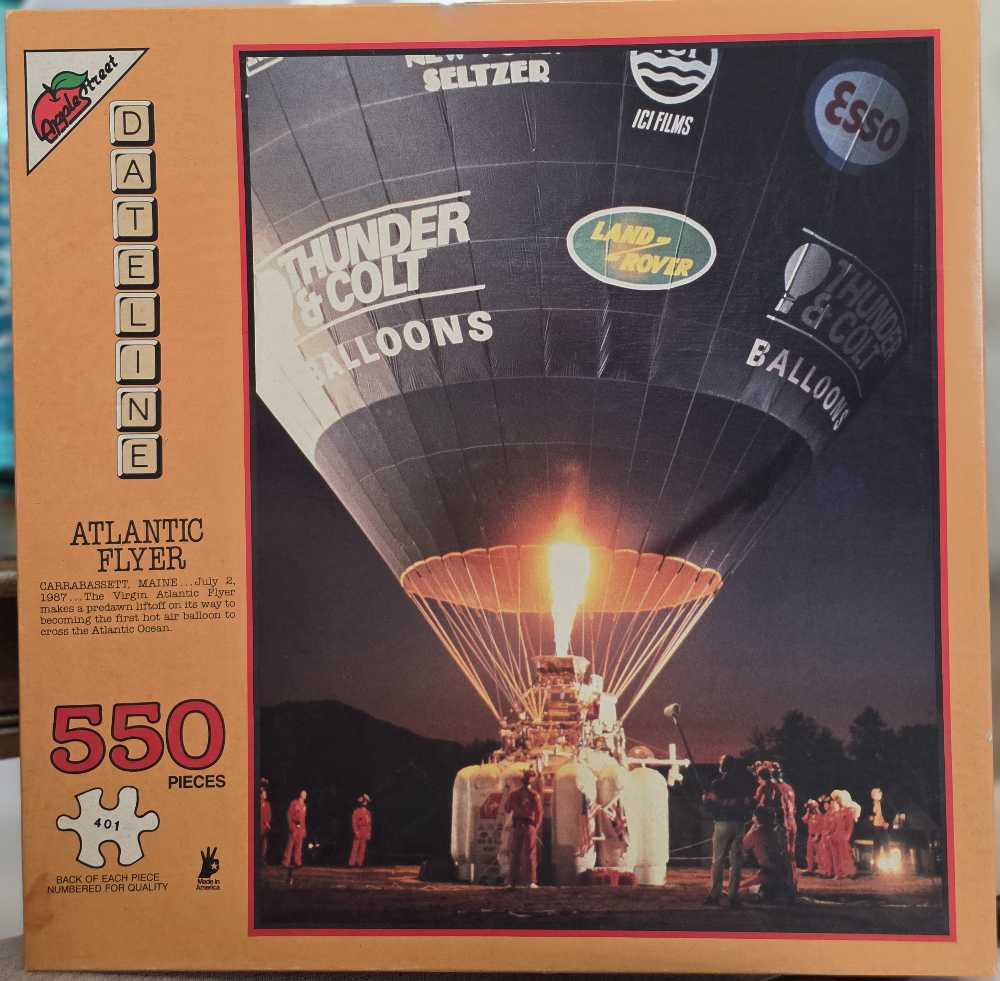 Apple Street
DATELINE
ATLANTIC
FLYER
CARRABASSETT, MAINE...July 2,
1987...The Virgin Atlantic Flyer
makes a predawn liftoff on its way to
becoming the first hot air balloon to
cross the Atlantic Ocean.
550
PIECES
401
BACK OF EACH PIECE
NUMBERED FOR QUALITY
Made in
America
SELTZER
ICI FILMS
Esso
THUNDER
& COLT
BALLOONS
LAND-
-ROVER
THUNDER
& COLT
BALLOONS